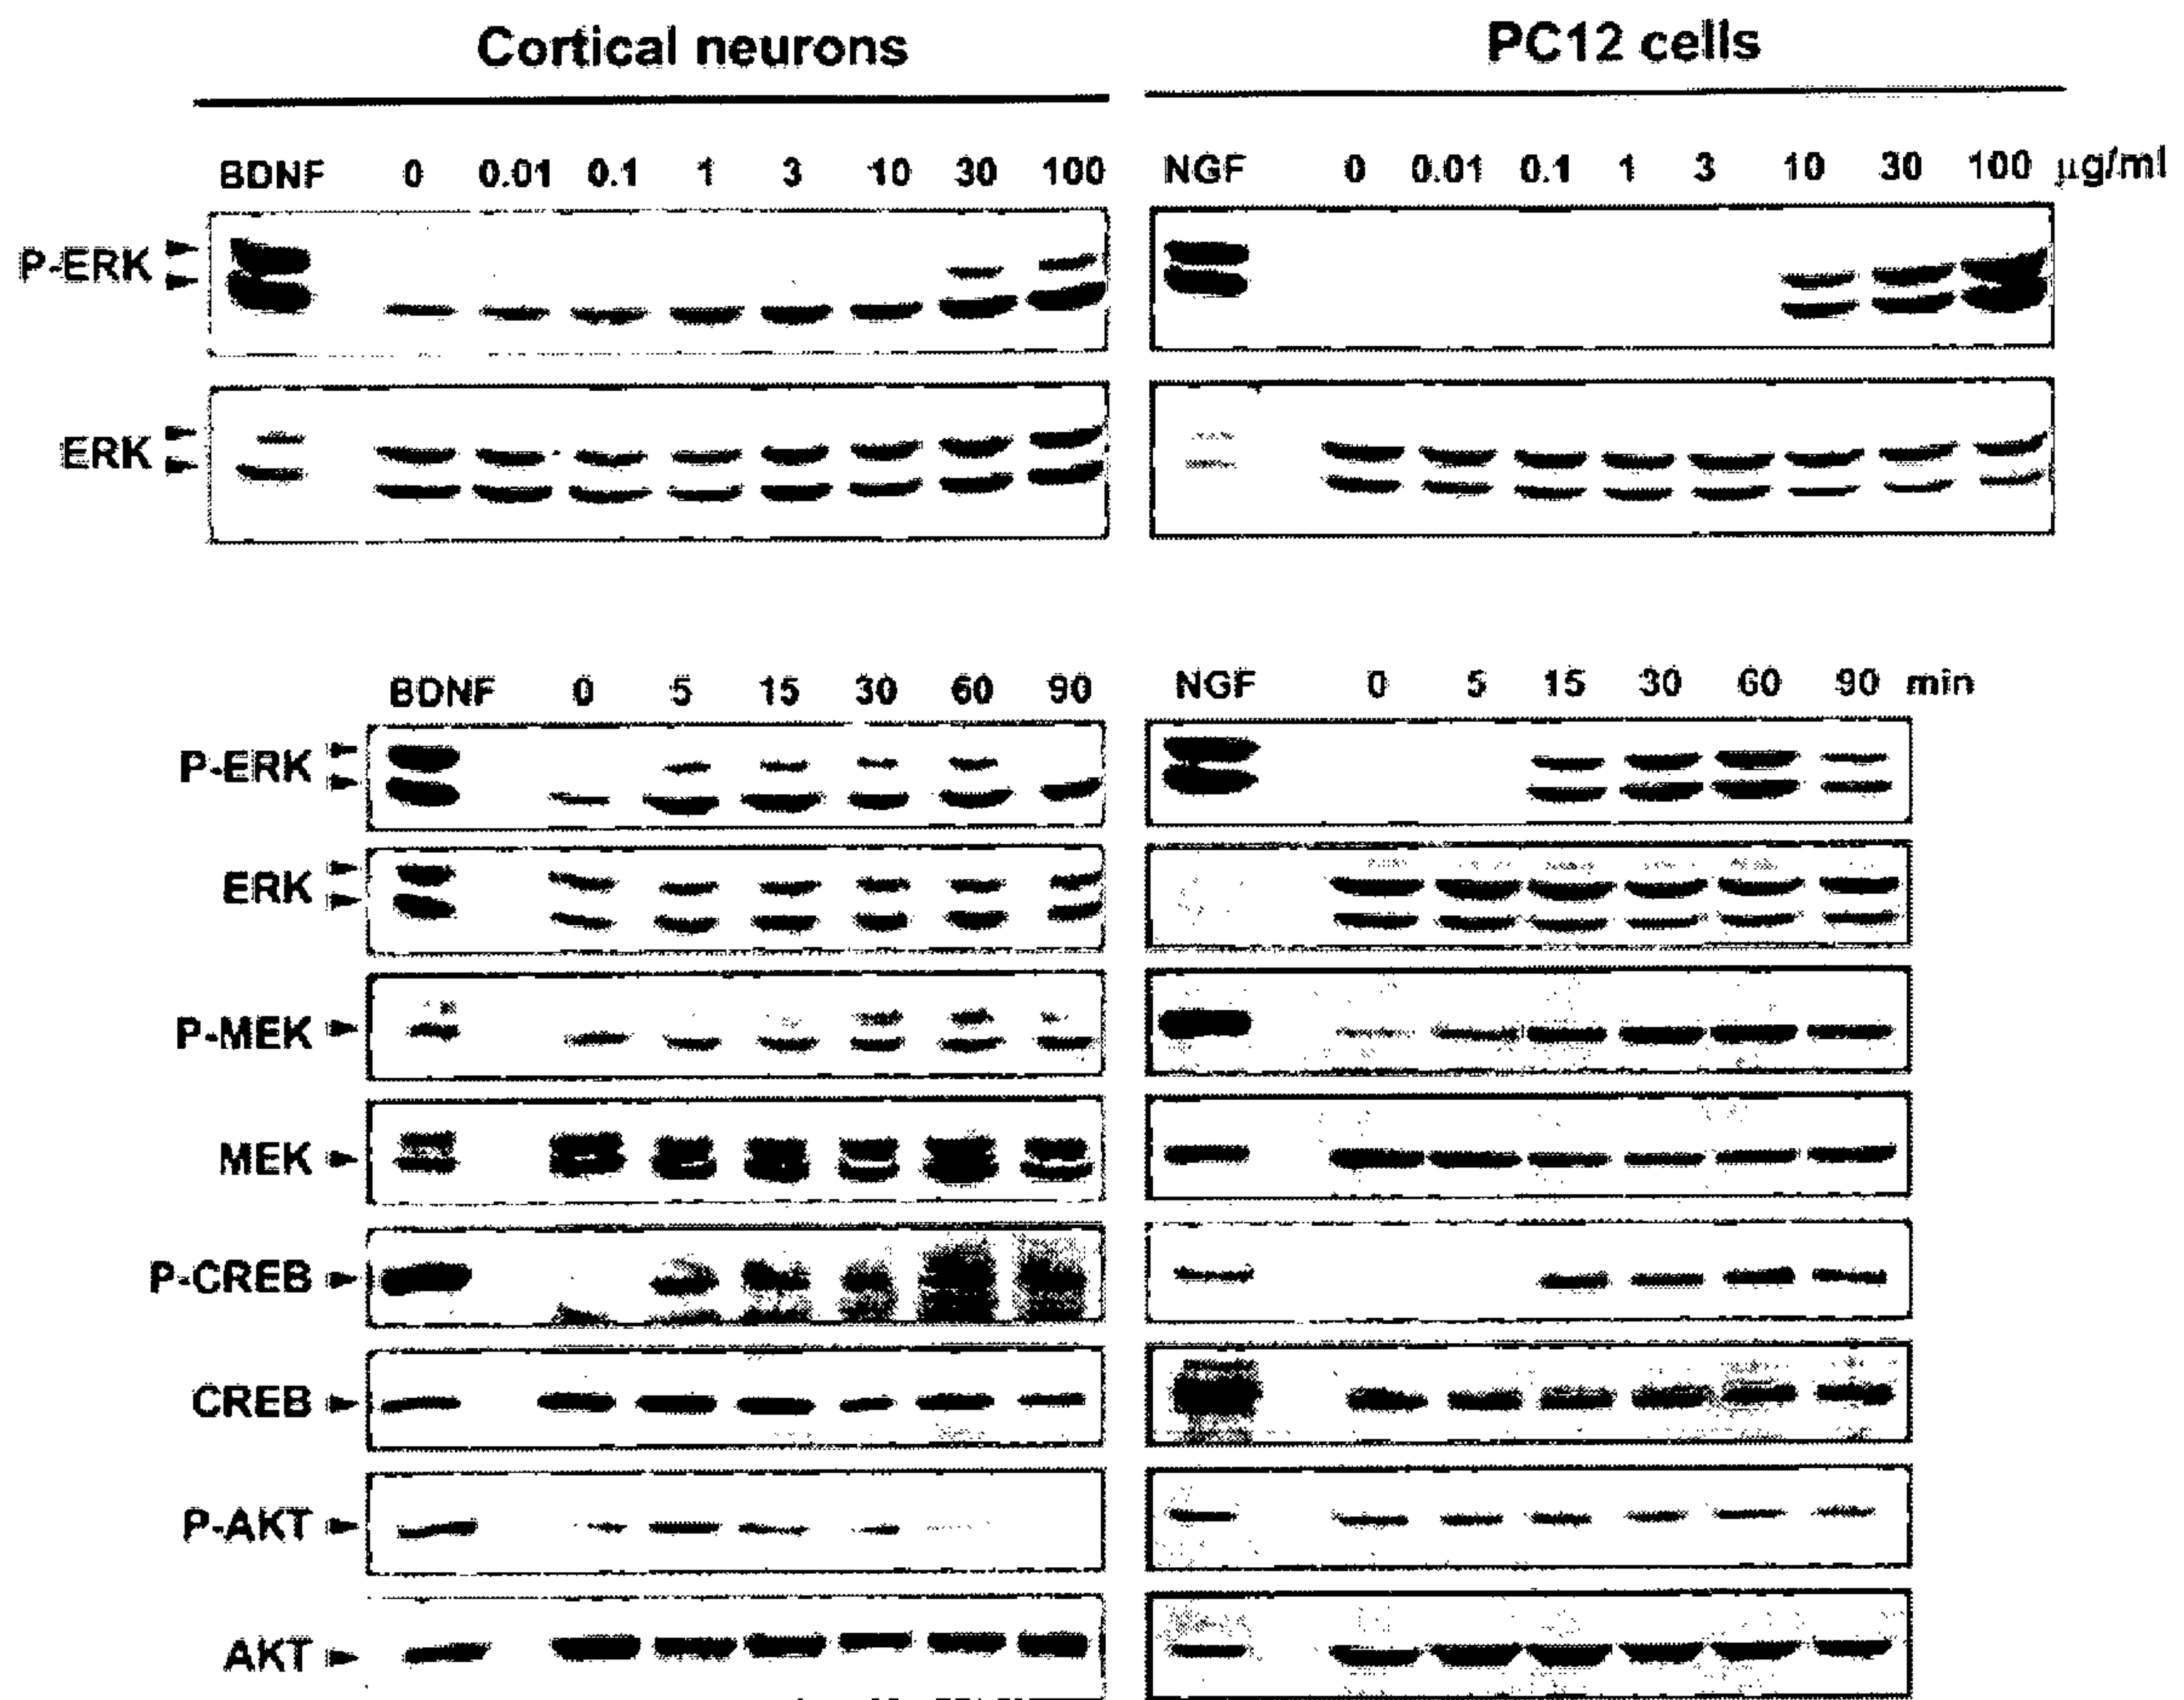 Cortical neurons PC12 cells
BDNF 0 0.01 0.1 1 3 10 30 100 NGF 0 0.01 0.1 1 3 10 30 100 µg/ml
P-ERK
ERK
BDNF 0 5 15 30 60 90 NGF 0 5 15 30 60 90 min
P-ERK
ERK
P-MEK
MEK
P-CREB
CREB
P-AKT
AKT